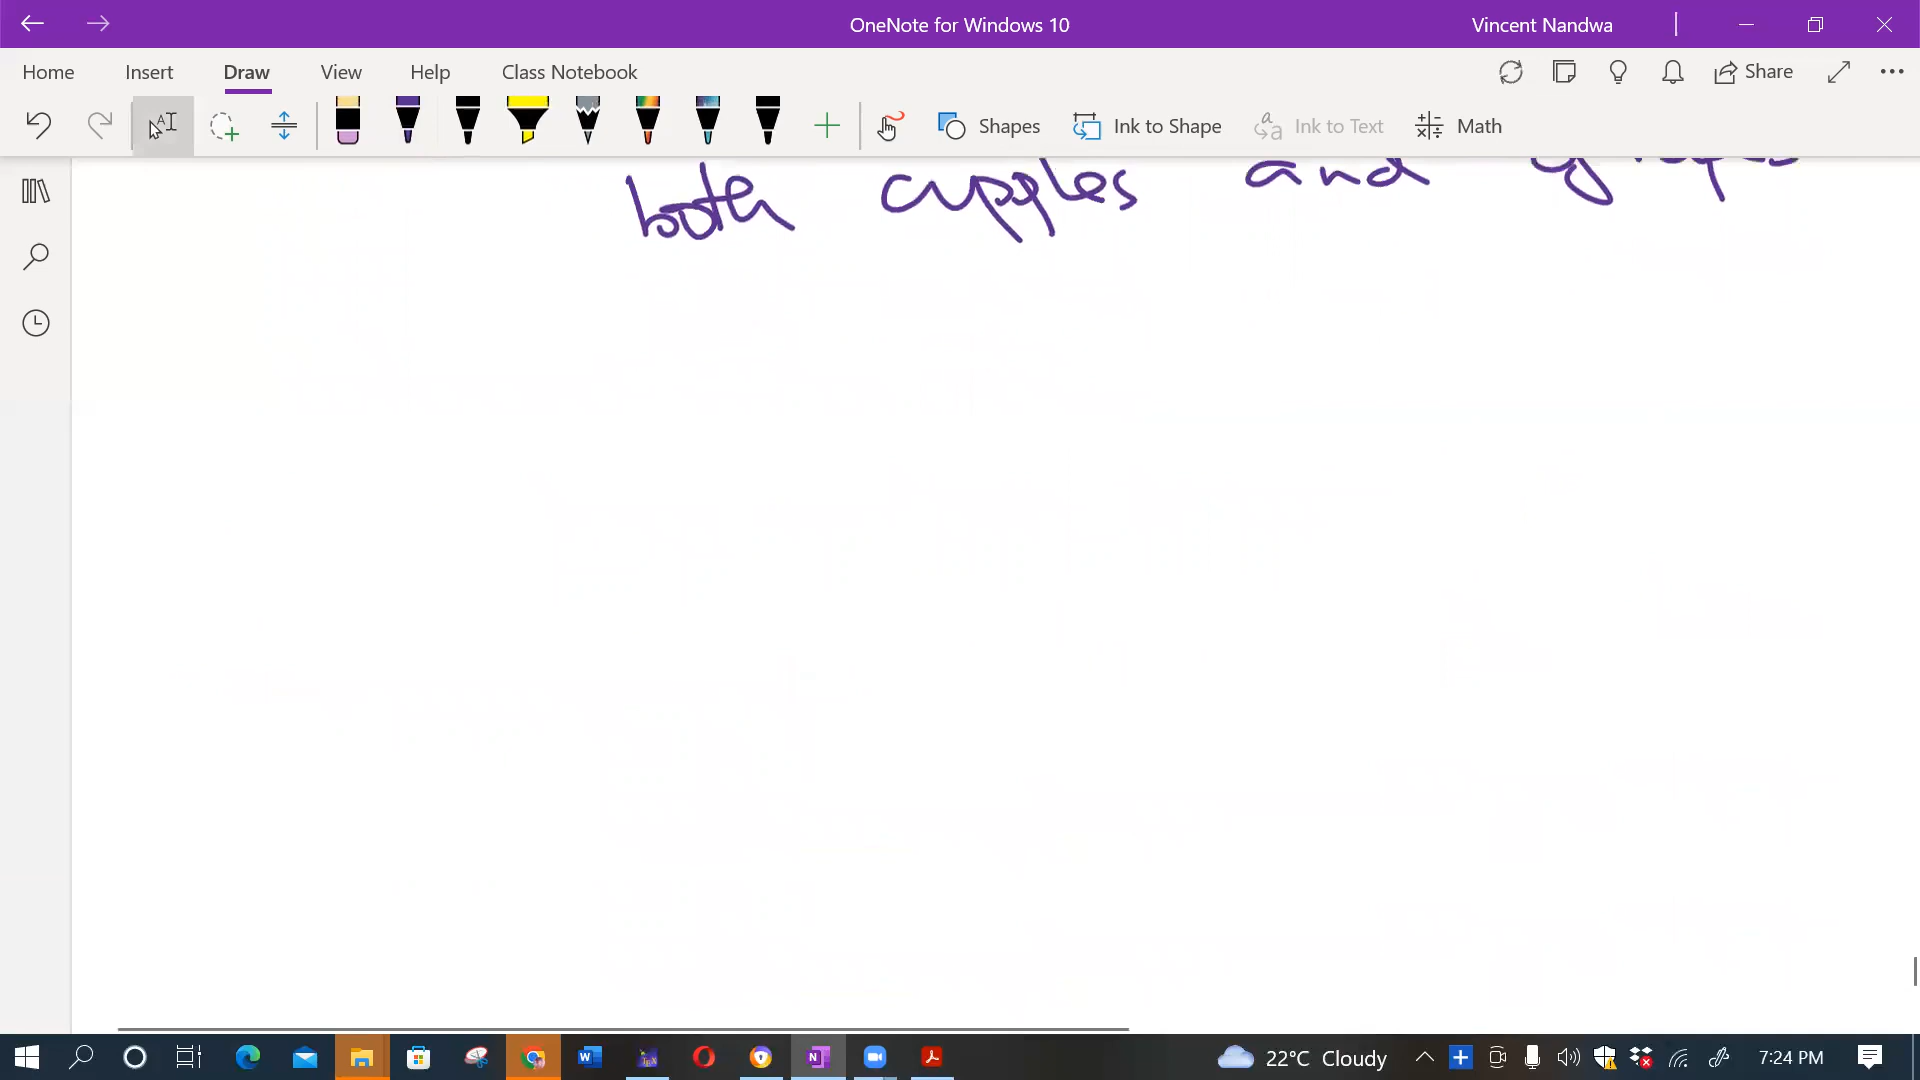 OneNote for Windows 10
Vincent Nandwa
Home Insert Draw View Help Class Notebook
Share
Shapes Ink to Shape Ink to Text Math
both apples and
22°C Cloudy
7:24 PM